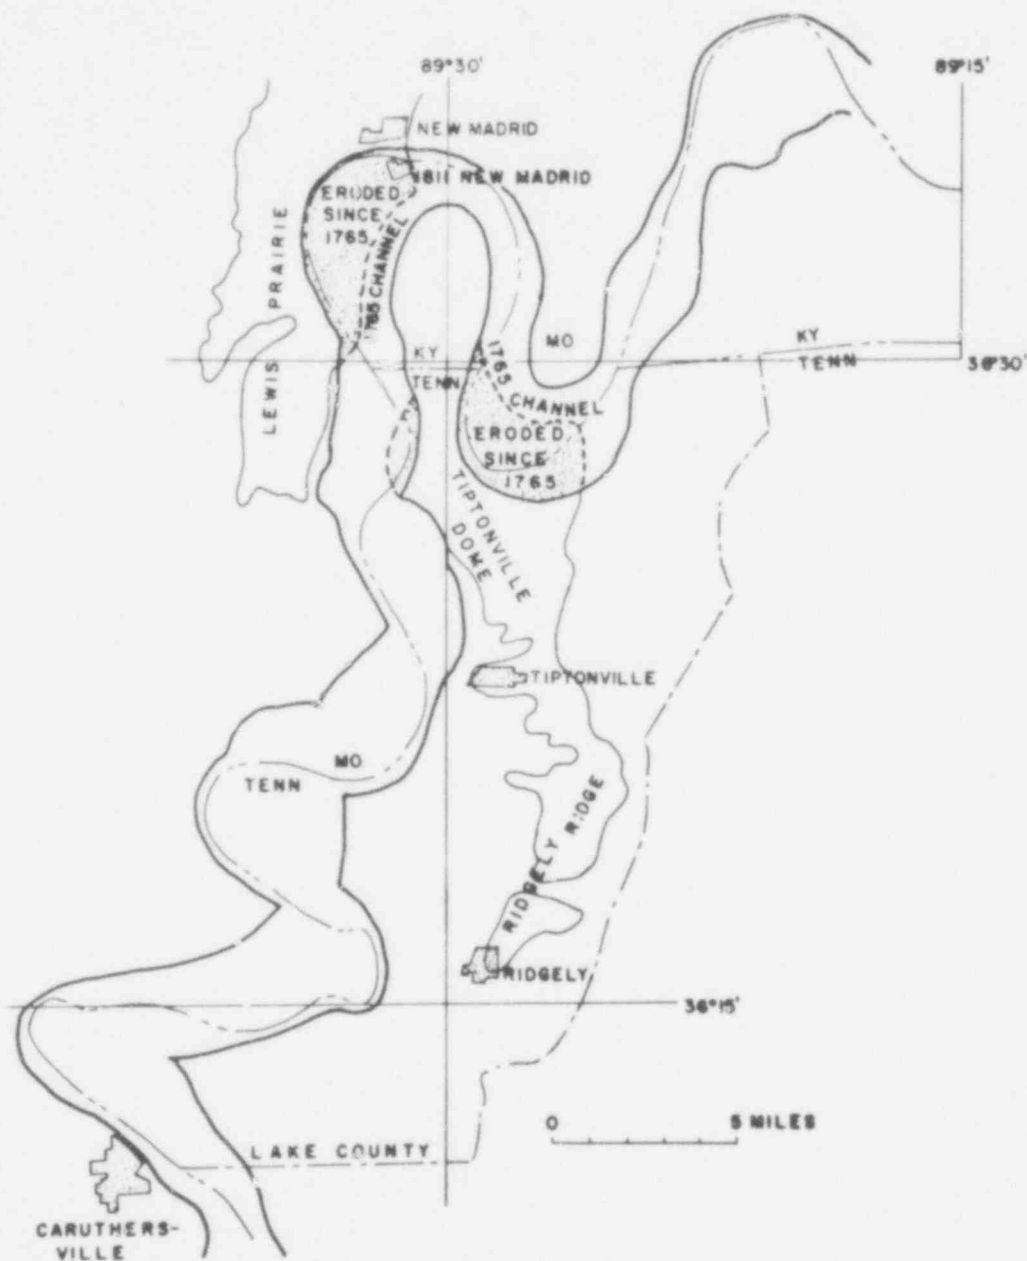 89°30'
89°15'
NEW MADRID
1811 NEW MADRID
ERODED
SINCE
1765
1765 CHANNEL
LEWIS PRAIRIE
MO
KY
TENN
KY
TENN
36°30'
1765 CHANNEL
ERODED
SINCE
1765
TIPTONVILLE
DOME
TIPTONVILLE
MO
TENN
RIDGELY RIDGE
RIDGELY
36°15'
0 5 MILES
LAKE COUNTY
CARUTHERS-
VILLE